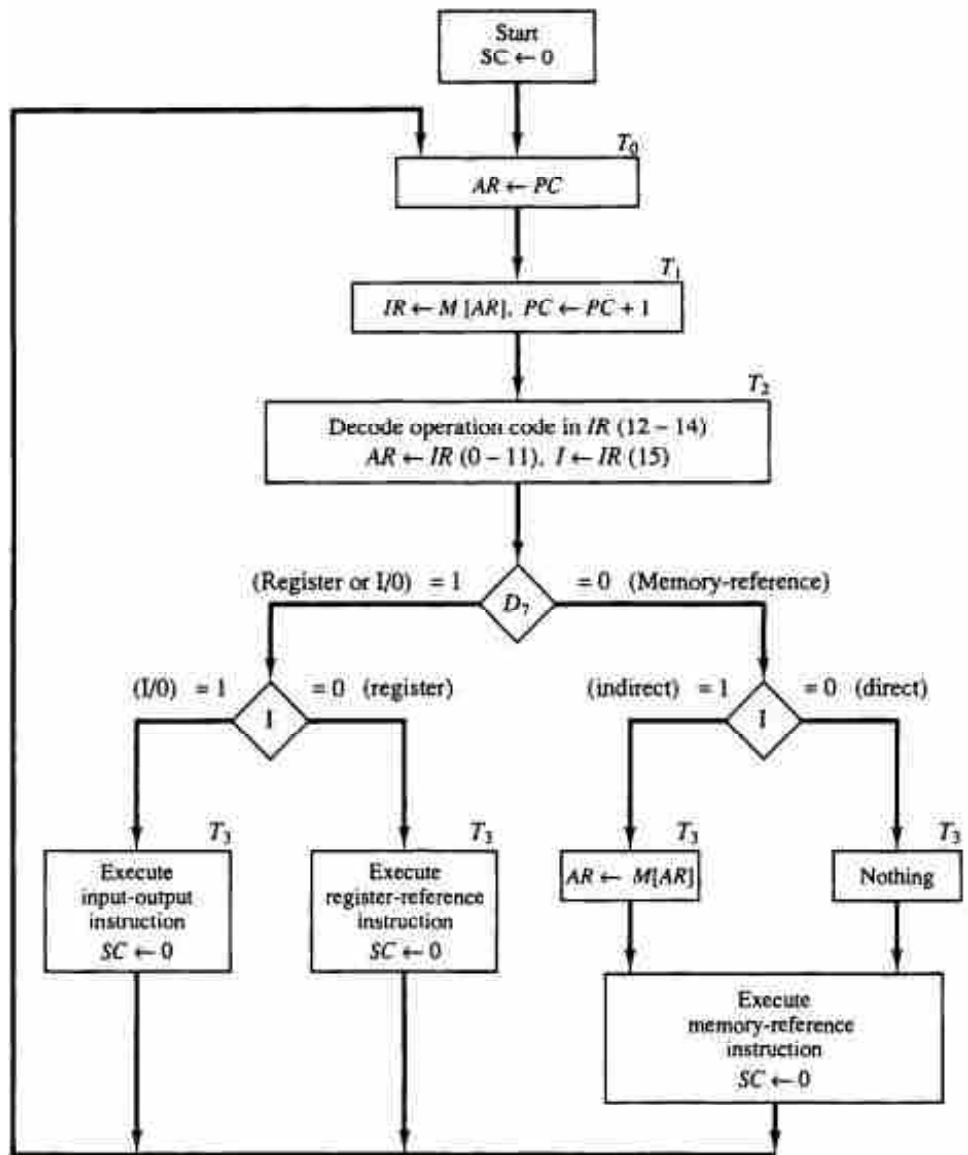 Start
SC ← 0
T₀
AR ← PC
T₁
IR ← M [AR], PC ← PC + 1
T₂
Decode operation code in IR (12 – 14)
AR ← IR (0 – 11), I ← IR (15)
(Register or I/0) = 1
D₇
= 0 (Memory-reference)
(I/0) = 1
I
= 0 (register)
(indirect) = 1
I
= 0 (direct)
T₃
Execute
input-output
instruction
SC ← 0
T₃
Execute
register-reference
instruction
SC ← 0
T₃
AR ← M[AR]
T₃
Nothing
Execute
memory-reference
instruction
SC ← 0